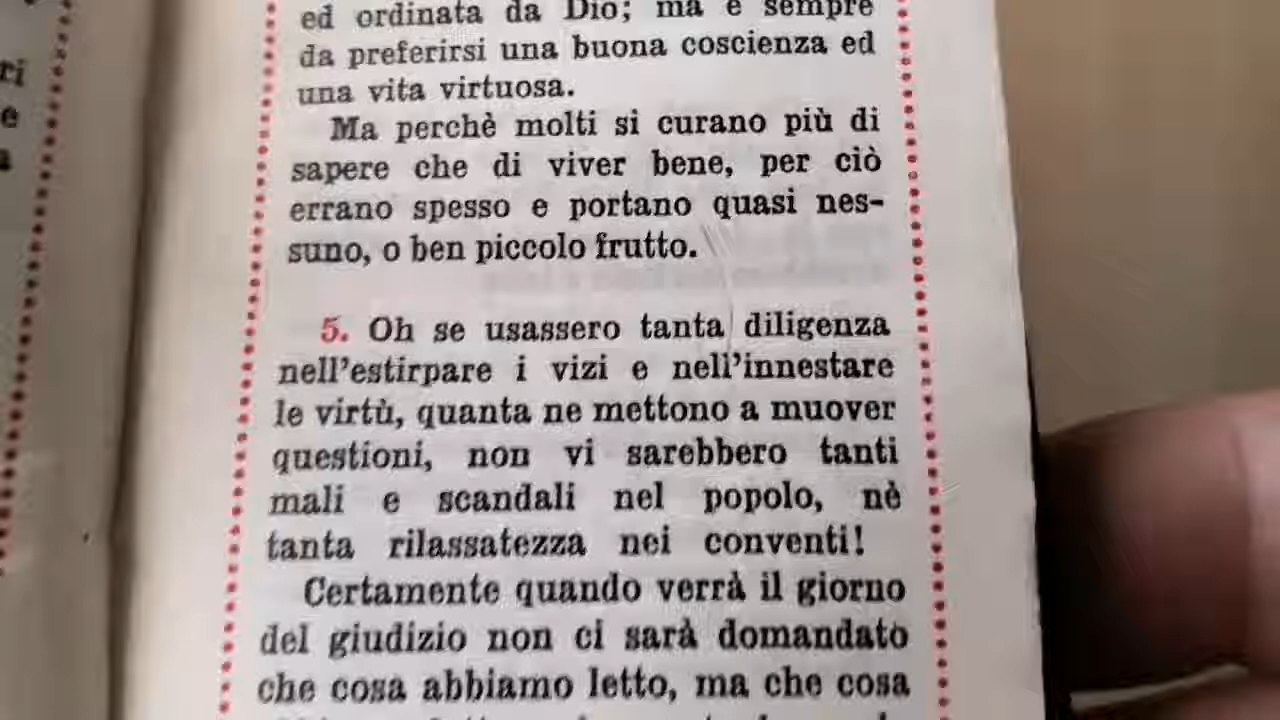 ed ordinata da Dio; ma è sempre
da preferirsi una buona coscienza ed
una vita virtuosa.
Ma perchè molti si curano più di
sapere che di viver bene, per ciò
errano spesso e portano quasi nes-
suno, o ben piccolo frutto.
5. Oh se usassero tanta diligenza
nell'estirpare i vizi e nell'innestare
le virtù, quanta ne mettono a muover
questioni, non vi sarebbero tanti
mali e scandali nel popolo, nè
tanta rilassatezza nei conventi!
Certamente quando verrà il giorno
del giudizio non ci sarà domandato
che cosa abbiamo letto, ma che cosa